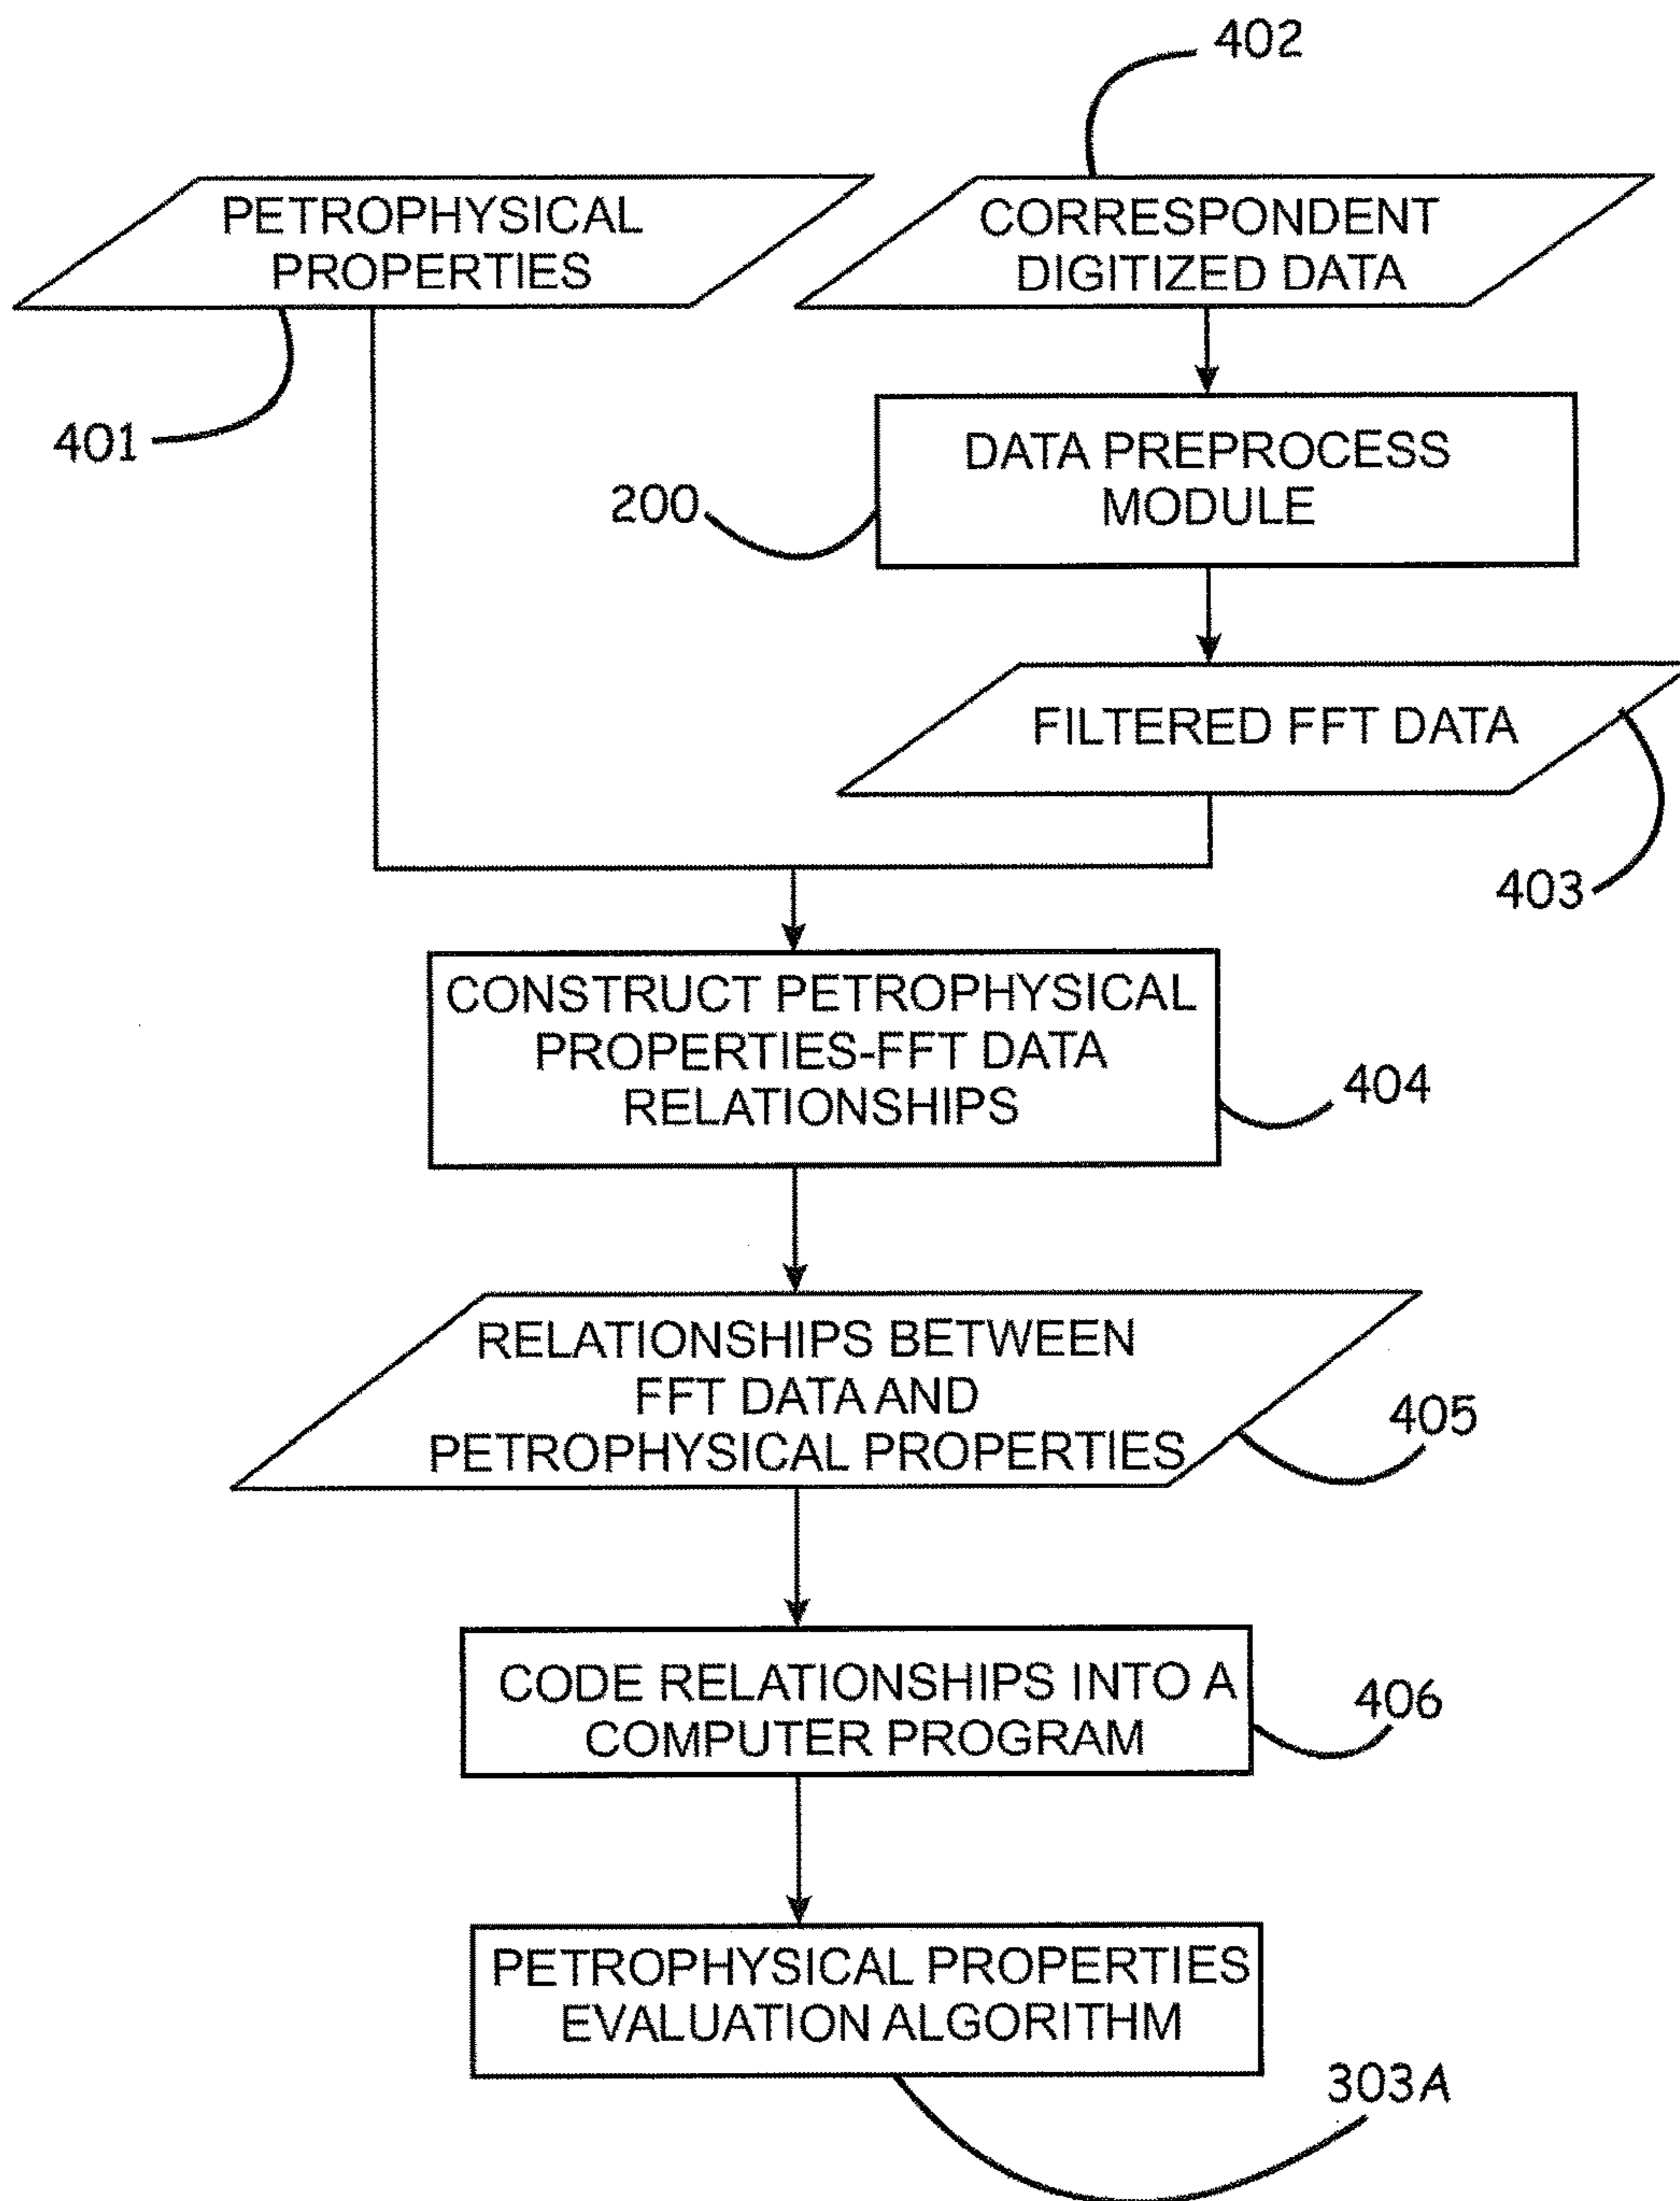 402
PETROPHYSICAL
PROPERTIES
CORRESPONDENT
DIGITIZED DATA
401
DATA PREPROCESS
MODULE
200
FILTERED FFT DATA
403
CONSTRUCT PETROPHYSICAL
PROPERTIES-FFT DATA
RELATIONSHIPS
404
RELATIONSHIPS BETWEEN
FFT DATA AND
PETROPHYSICAL PROPERTIES
405
CODE RELATIONSHIPS INTO A
COMPUTER PROGRAM
406
PETROPHYSICAL PROPERTIES
EVALUATION ALGORITHM
303A